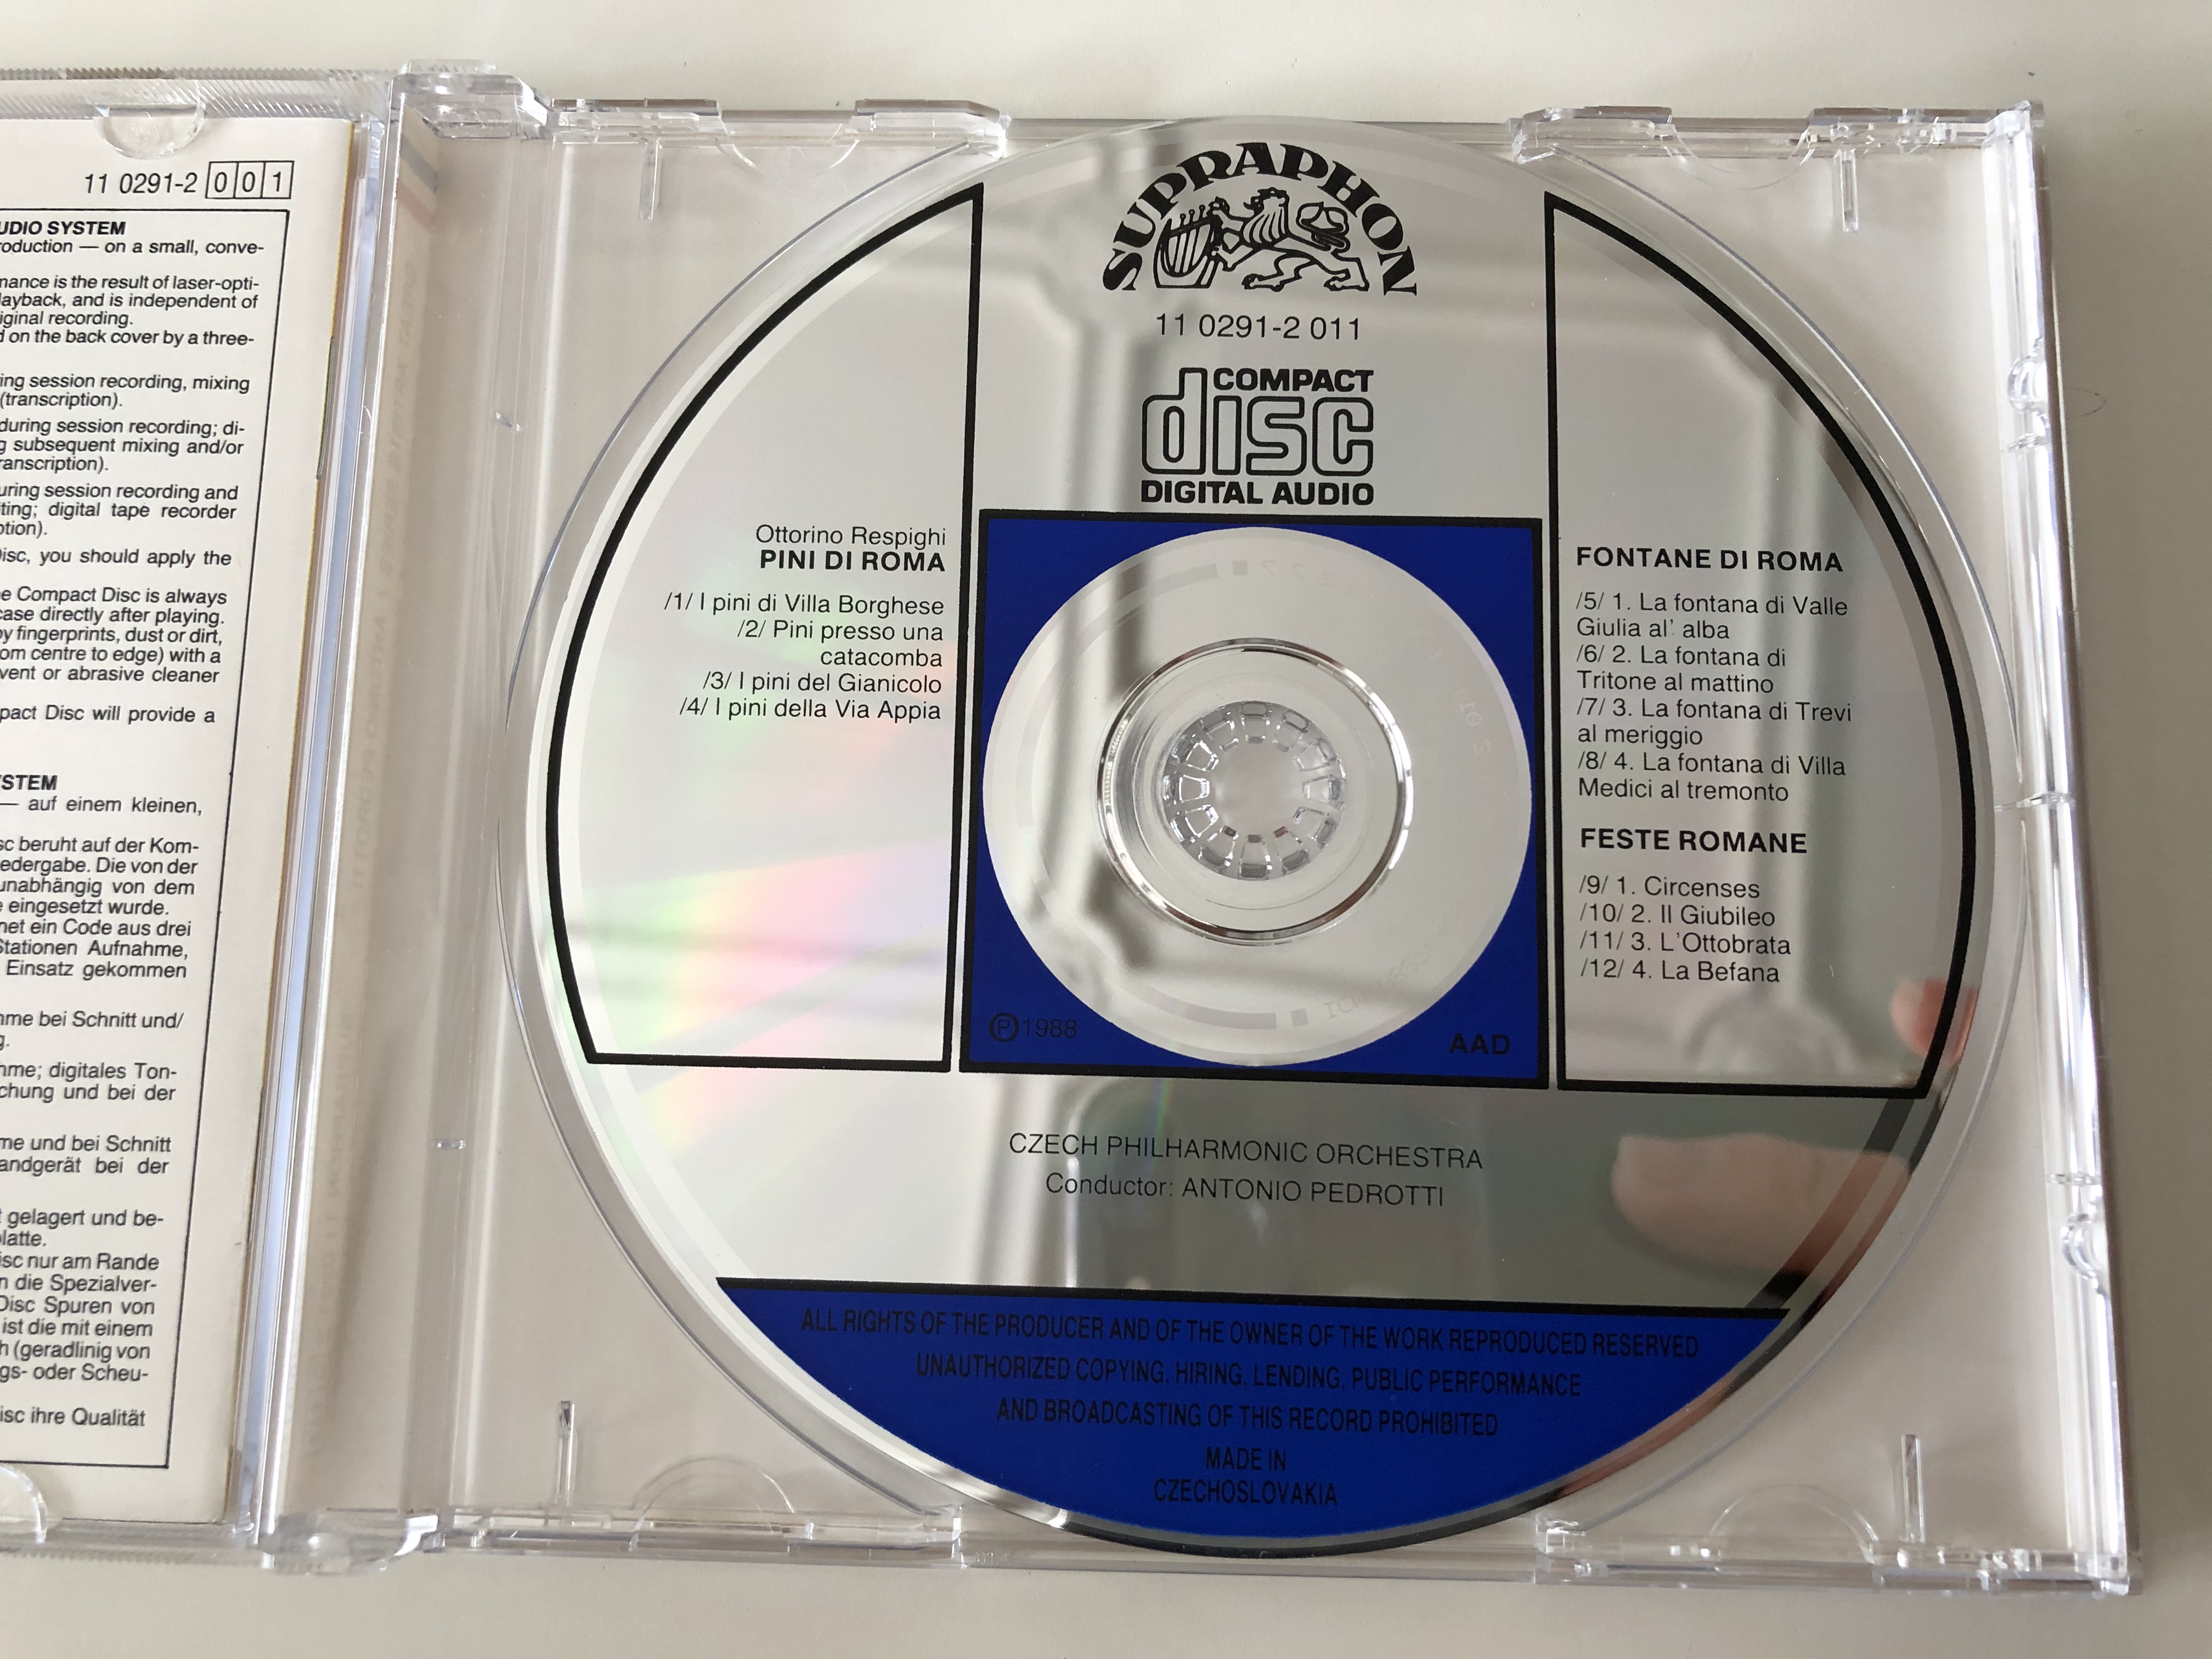 11 0291-2 001
UDIO SYSTEM
roduction — on a small, conve-
mance is the result of laser-opti-
layback, and is independent of
iginal recording.
d on the back cover by a three-
ing session recording, mixing
(transcription).
during session recording; di-
g subsequent mixing and/or
ranscription).
uring session recording and
iting; digital tape recorder
ption).
Disc, you should apply the
e Compact Disc is always
case directly after playing.
by fingerprints, dust or dirt,
om centre to edge) with a
vent or abrasive cleaner
pact Disc will provide a
STEM
— auf einem kleinen,
sc beruht auf der Kom-
edergabe. Die von der
unabhängig von dem
e eingesetzt wurde.
net ein Code aus drei
Stationen Aufnahme,
Einsatz gekommen
hme bei Schnitt und/
g.
hme; digitales Ton-
chung und bei der
me und bei Schnitt
andgerät bei der
t gelagert und be-
latte.
isc nur am Rande
n die Spezialver-
Disc Spuren von
ist die mit einem
h (geradlinig von
gs- oder Scheu-
isc ihre Qualität
SUPRAPHON
11 0291-2 011
COMPACT
disc
DIGITAL AUDIO
Ottorino Respighi
PINI DI ROMA
/1/ I pini di Villa Borghese
/2/ Pini presso una
catacomba
/3/ I pini del Gianicolo
/4/ I pini della Via Appia
FONTANE DI ROMA
/5/ 1. La fontana di Valle
Giulia al' alba
/6/ 2. La fontana di
Tritone al mattino
/7/ 3. La fontana di Trevi
al meriggio
/8/ 4. La fontana di Villa
Medici al tremonto
FESTE ROMANE
/9/ 1. Circenses
/10/ 2. Il Giubileo
/11/ 3. L'Ottobrata
/12/ 4. La Befana
Ⓟ1988
AAD
CZECH PHILHARMONIC ORCHESTRA
Conductor: ANTONIO PEDROTTI
ALL RIGHTS OF THE PRODUCER AND OF THE OWNER OF THE WORK REPRODUCED RESERVED
UNAUTHORIZED COPYING, HIRING, LENDING, PUBLIC PERFORMANCE
AND BROADCASTING OF THIS RECORD PROHIBITED
MADE IN
CZECHOSLOVAKIA